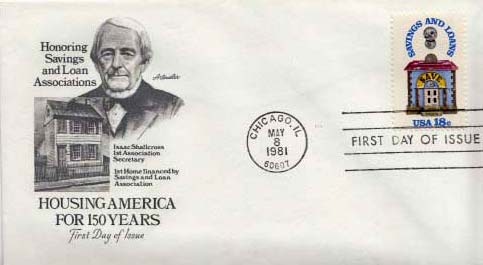 Honoring
Savings
and Loan
Associations
Isaac Shallcross
1st Association
Secretary
1st Home financed by
Savings and Loan
Association
HOUSING AMERICA
FOR 150 YEARS
First Day of Issue
CHICAGO, IL
MAY
8
1981
60607
SAVINGS AND LOANS
SAVE
USA 18c
FIRST DAY OF ISSUE